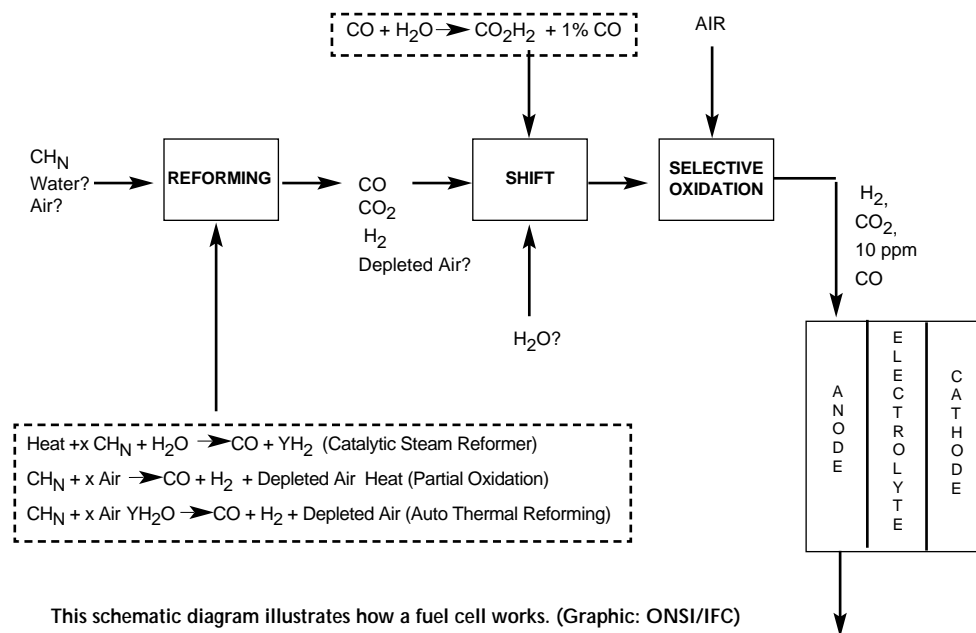 CO + H2O → CO2H2 + 1% CO
AIR
CHN
Water?
Air?
REFORMING
CO
CO2
H2
Depleted Air?
SHIFT
SELECTIVE
OXIDATION
H2,
CO2,
10 ppm
CO
H2O?
ANODE
ELECTROLYTE
CATHODE
Heat +x CHN + H2O → CO + YH2 (Catalytic Steam Reformer)
CHN + x Air → CO + H2 + Depleted Air Heat (Partial Oxidation)
CHN + x Air YH2O → CO + H2 + Depleted Air (Auto Thermal Reforming)
This schematic diagram illustrates how a fuel cell works. (Graphic: ONSI/IFC)